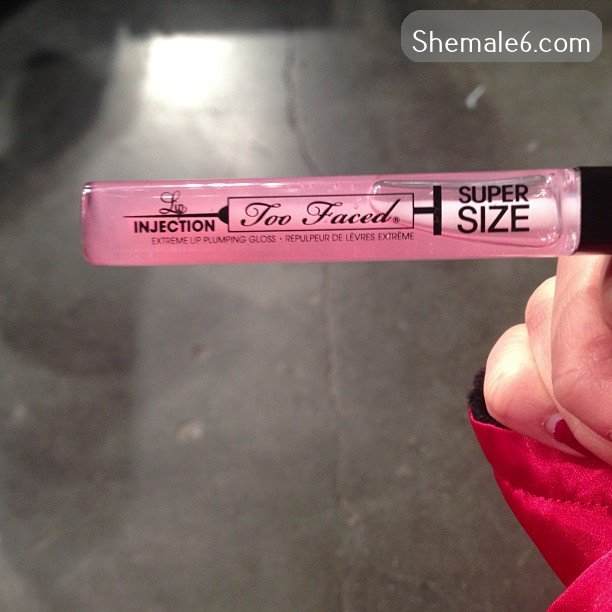 Shemale6.com
Lip
INJECTION
Too Faced®
SUPER
SIZE
EXTREME LIP PLUMPING GLOSS • REPULPEUR DE LÈVRES EXTRÊME